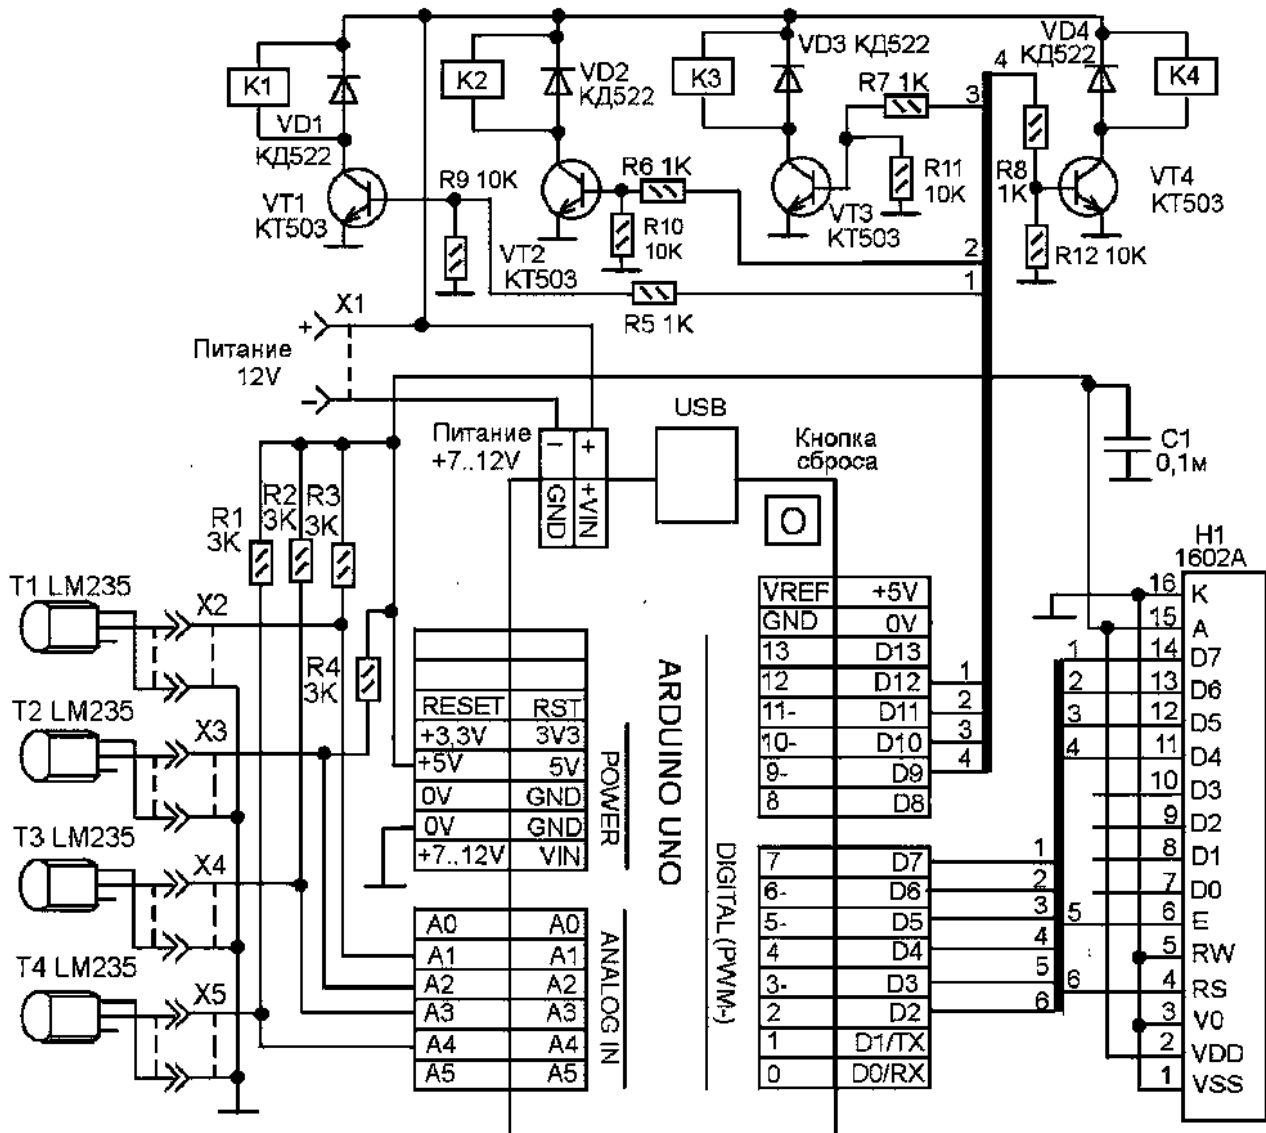 K1
VD1
КД522
K2
VD2
КД522
K3
VD3 КД522
VD4
КД522
K4
R7 1K
4
3
R9 10K
R6 1K
R11
10K
R8
1K
VT1
КТ503
R10
10K
VT3
КТ503
VT4
КТ503
VT2
КТ503
2
1
R12 10K
R5 1K
X1
+
Питание
12V
−
USB
Питание
+7..12V
− +
GND +VIN
Кнопка
сброса
O
C1
0,1м
R1
3K
R2
3K
R3
3K
R4
3K
T1 LM235
X2
T2 LM235
X3
T3 LM235
X4
T4 LM235
X5
RESET RST
+3,3V 3V3
+5V 5V
0V GND
0V GND
+7..12V VIN
POWER
A0 A0
A1 A1
A2 A2
A3 A3
A4 A4
A5 A5
ANALOG IN
ARDUINO UNO
DIGITAL (PWM~)
VREF +5V
GND 0V
13 D13
12 D12 1
11- D11 2
10- D10 3
9- D9 4
8 D8
7 D7 1
6- D6 2
5- D5 3
4 D4 4
3- D3 5
2 D2 6
1 D1/TX
0 D0/RX
H1
1602A
16 K
15 A
1 14 D7
2 13 D6
3 12 D5
4 11 D4
10 D3
9 D2
8 D1
7 D0
5 6 E
5 RW
6 4 RS
3 V0
2 VDD
1 VSS